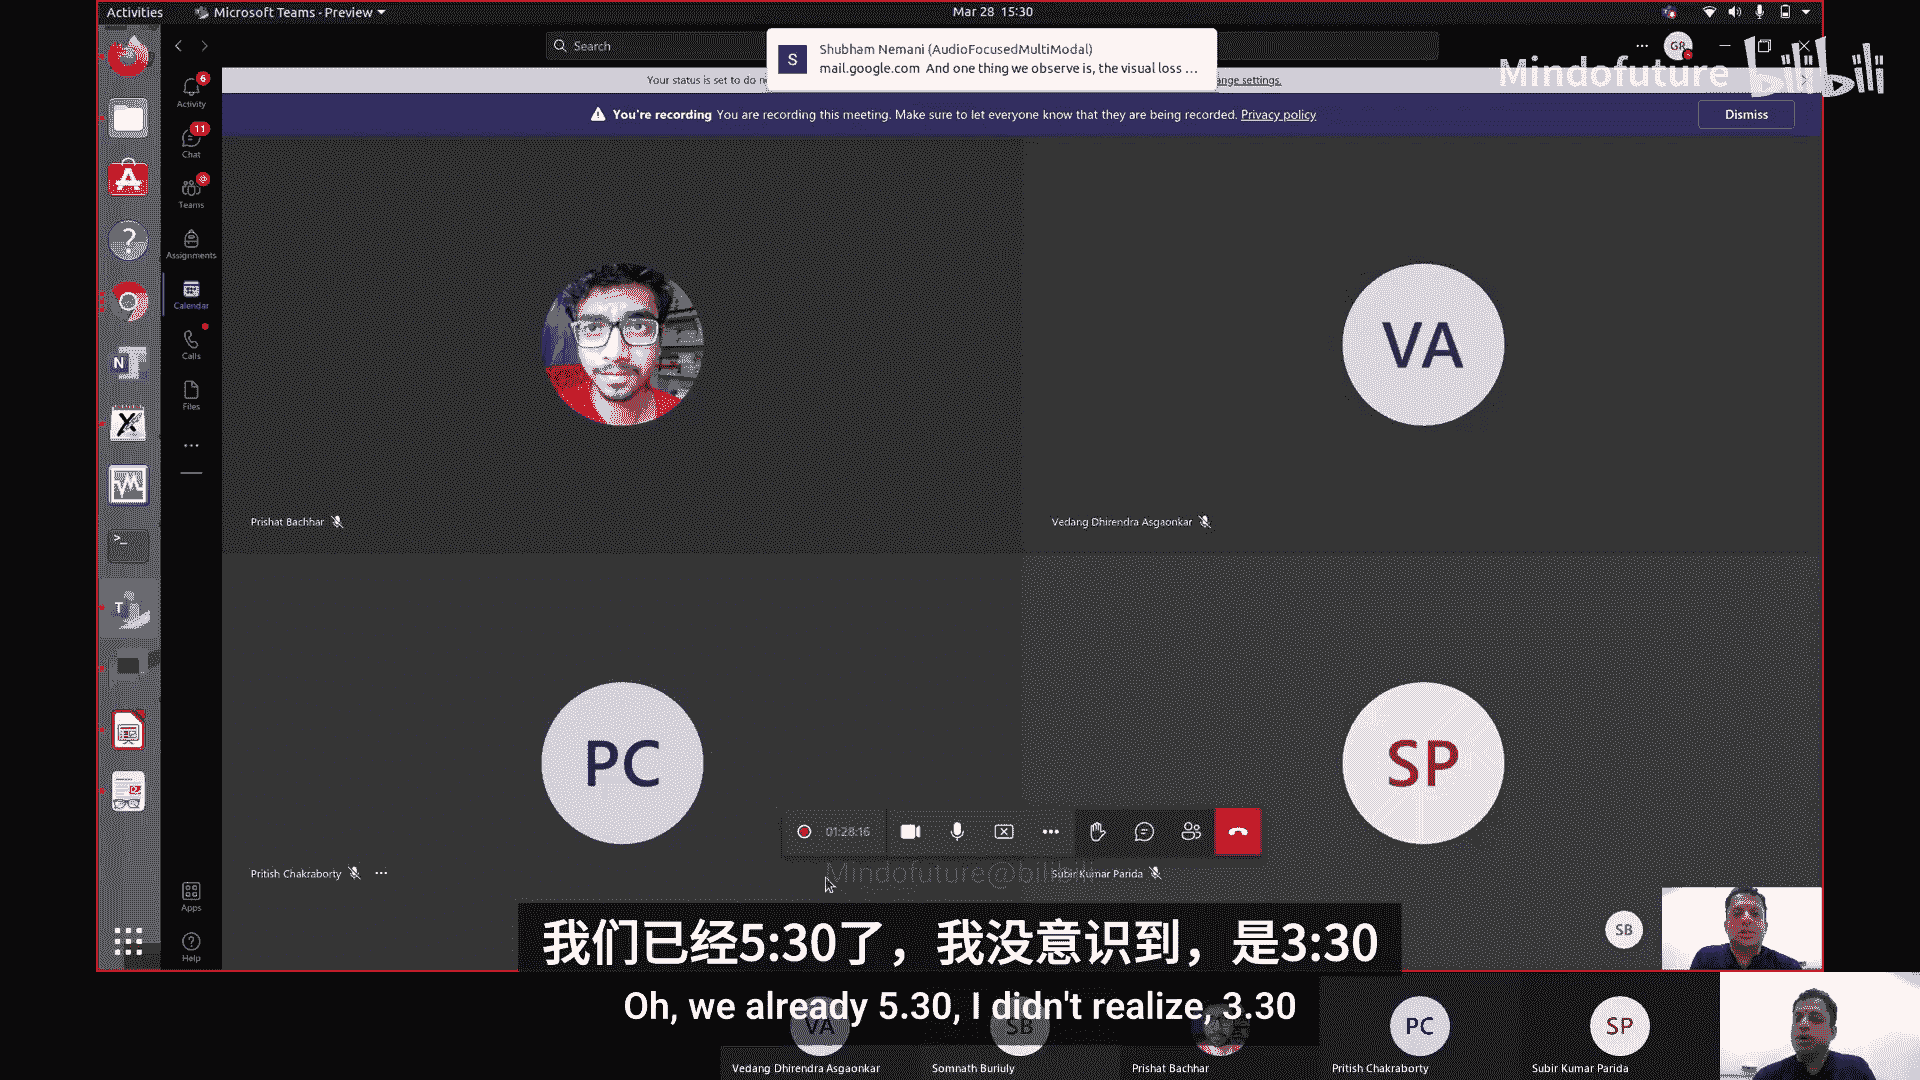 Activities
Microsoft Teams - Preview
Mar 28 15:30
Search
GR
S
Shubham Nemani (AudioFocusedMultiModal)
mail.google.com And one thing we observe is, the visual loss ...
Your status is set to do n
ange settings.
Mindofuture bilibili
You're recording You are recording this meeting. Make sure to let everyone know that they are being recorded. Privacy policy
Dismiss
6
Activity
11
Chat
@
Teams
Assignments
Calendar
Calls
Files
Apps
Help
N
T
VA
Prishat Bachhar
Vedang Dhirendra Asgaonkar
PC
SP
01:28:16
Pritish Chakraborty
Subir Kumar Parida
Mindofuture@bilibili
SB
我们已经5:30了，我没意识到，是3:30
Oh, we already 5.30, I didn't realize, 3.30
VA
SB
PC
SP
Vedang Dhirendra Asgaonkar
Somnath Buriuly
Prishat Bachhar
Pritish Chakraborty
Subir Kumar Parida